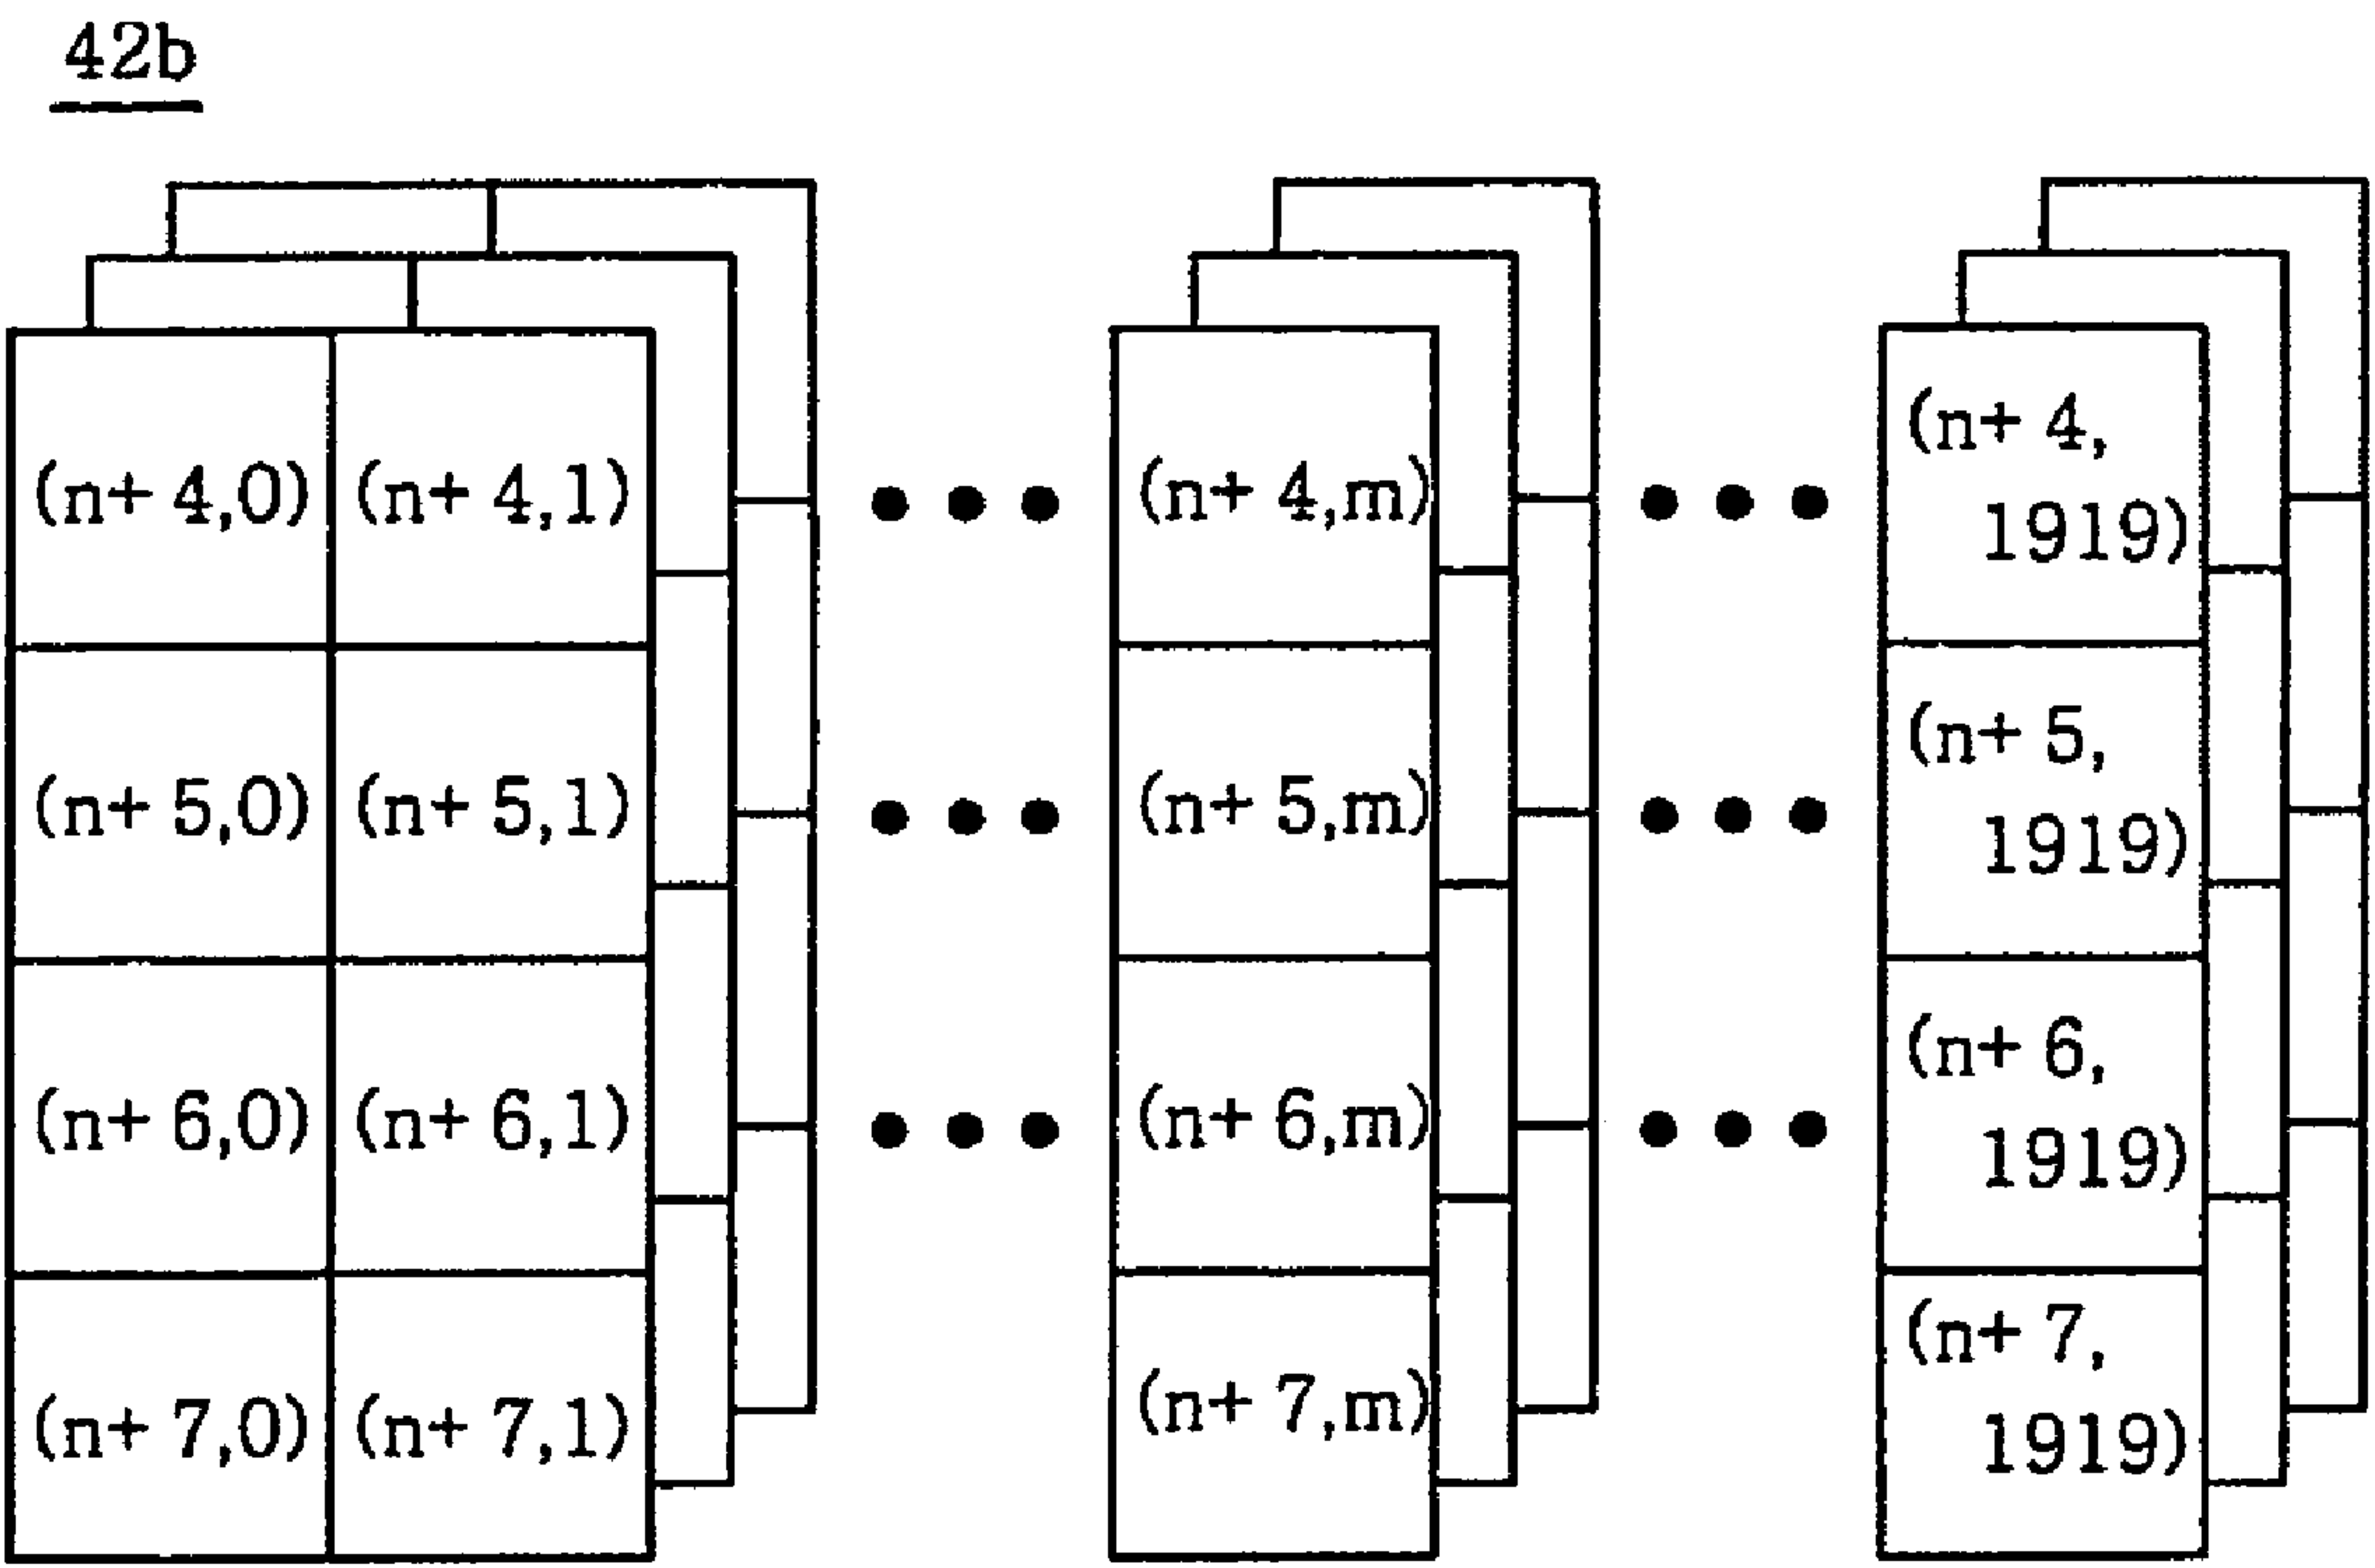 42b
(n+ 4,0) (n+ 4,1) (n+ 4,m) (n+ 4,
1919)
(n+ 5,0) (n+ 5,1) (n+ 5,m) (n+ 5,
1919)
(n+ 6,0) (n+ 6,1) (n+ 6,m) (n+ 6,
1919)
(n+ 7,0) (n+ 7,1) (n+ 7,m) (n+ 7,
1919)